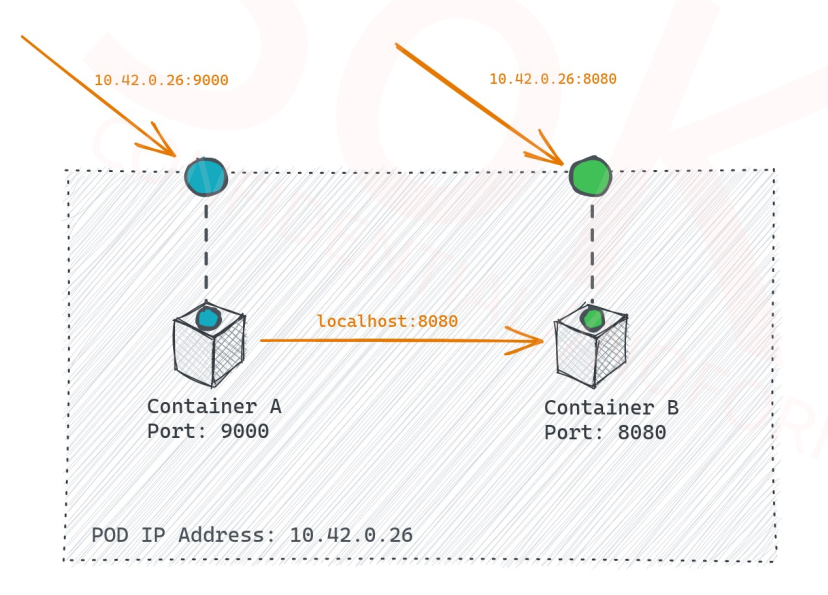 10.42.0.26:9000
10.42.0.26:8080
localhost:8080
Container A
Port: 9000
Container B
Port: 8080
POD IP Address: 10.42.0.26